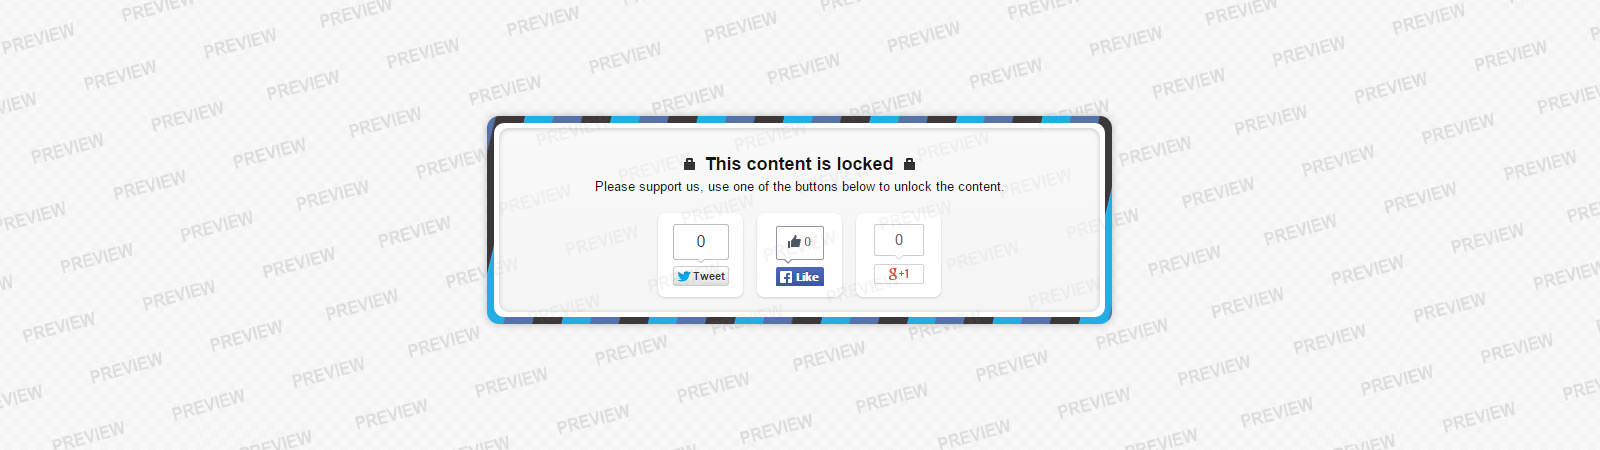 This content is locked
Please support us, use one of the buttons below to unlock the content.
0
0
0
Tweet
Like
g+1
PREVIEW